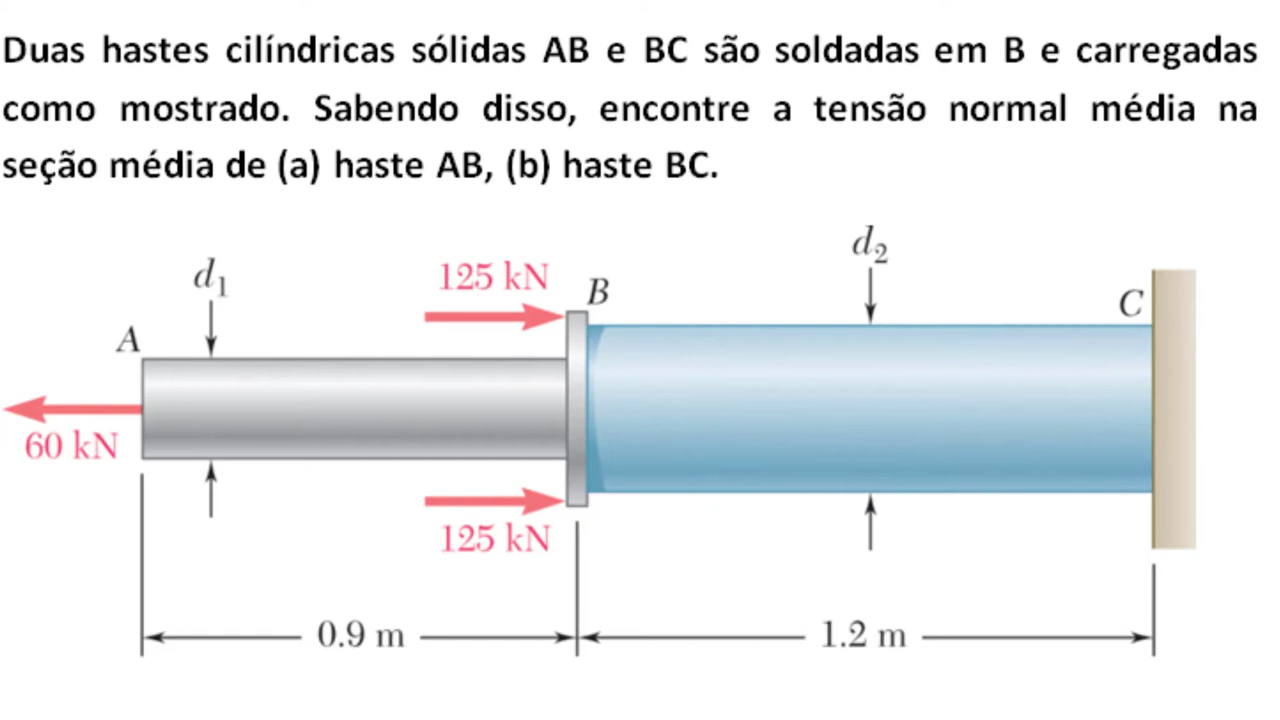 Duas hastes cilíndricas sólidas AB e BC são soldadas em B e carregadas
como mostrado. Sabendo disso, encontre a tensão normal média na
seção média de (a) haste AB, (b) haste BC.
d₂
d₁
125 kN
B
C
A
60 kN
125 kN
0.9 m
1.2 m